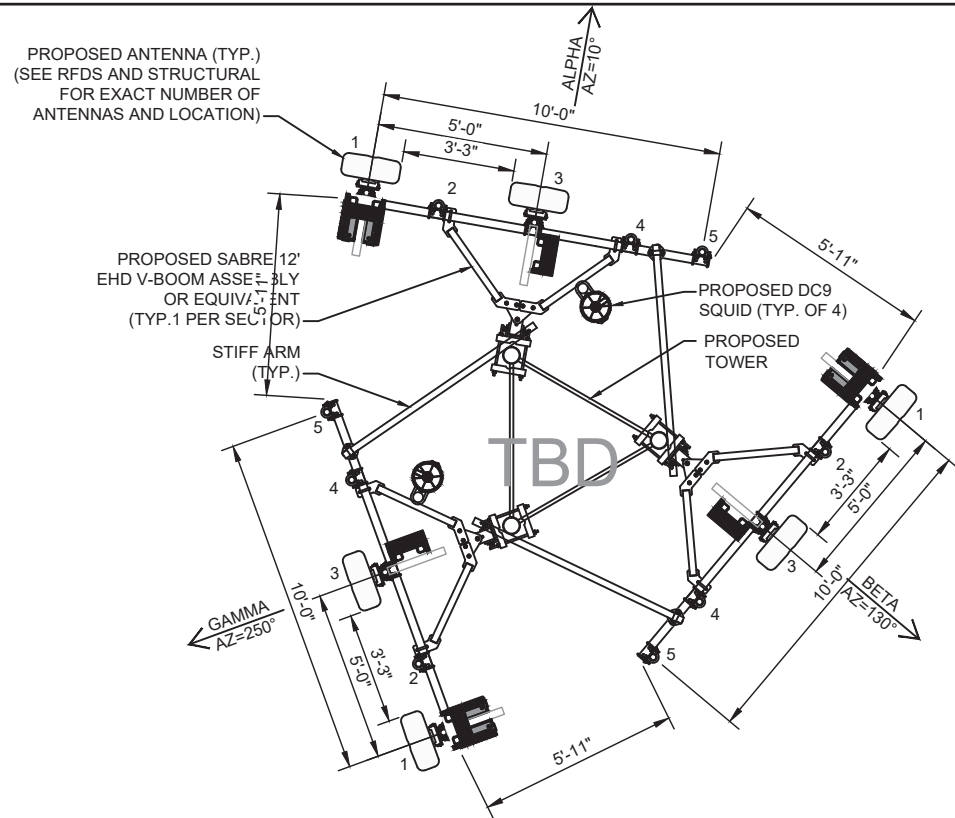 PROPOSED ANTENNA (TYP.)
(SEE RFDS AND STRUCTURAL
FOR EXACT NUMBER OF
ANTENNAS AND LOCATION)
ALPHA
AZ=10°
10'-0"
5'-0"
3'-3"
1
2
3
4
5
5'-11"
PROPOSED SABRE 12'
EHD V-BOOM ASSEMBLY
OR EQUIVALENT
(TYP.1 PER SECTOR)
5'-11"
STIFF ARM
(TYP.)
PROPOSED DC9
SQUID (TYP. OF 4)
PROPOSED
TOWER
TBD
1
2
3
4
5
3'-3"
5'-0"
10'-0"
BETA
AZ=130°
5
4
3
2
1
GAMMA
AZ=250°
10'-0"
5'-0"
3'-3"
5'-11"